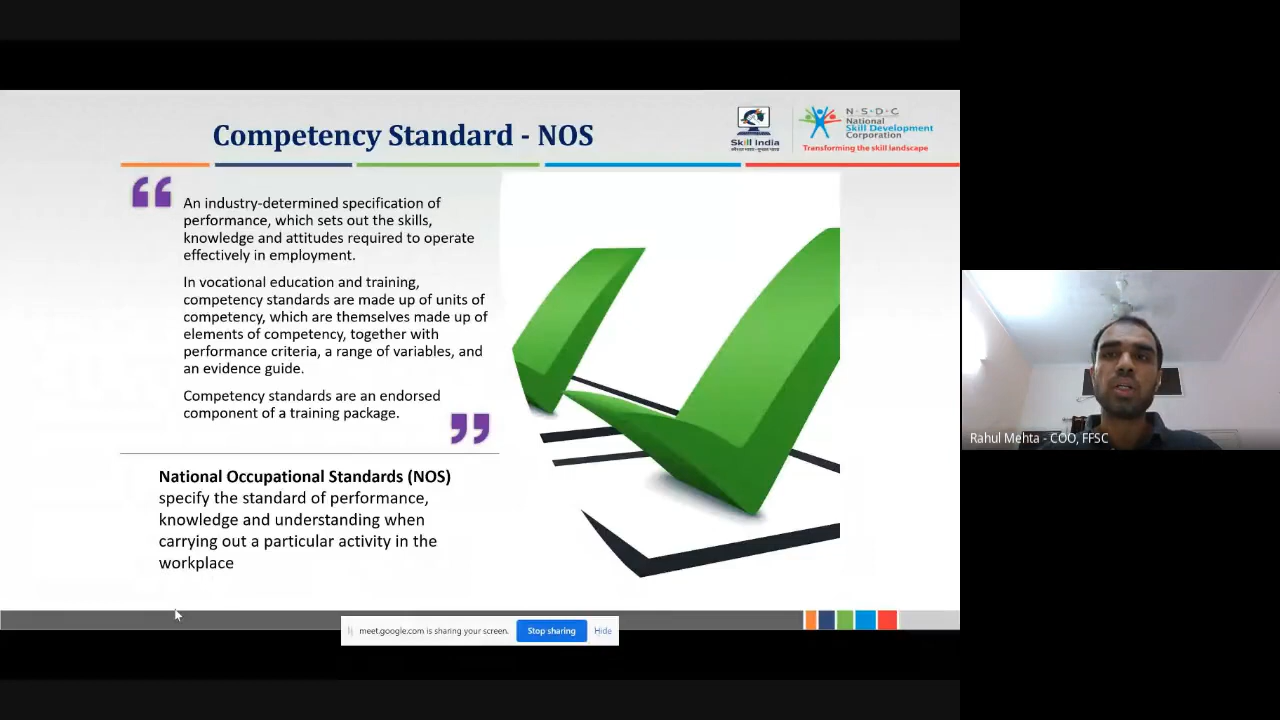 Competency Standard - NOS
Skill India
N·S·D·C
National
Skill Development
Corporation
Transforming the skill landscape
An industry-determined specification of
performance, which sets out the skills,
knowledge and attitudes required to operate
effectively in employment.
In vocational education and training,
competency standards are made up of units of
competency, which are themselves made up of
elements of competency, together with
performance criteria, a range of variables, and
an evidence guide.
Competency standards are an endorsed
component of a training package.
National Occupational Standards (NOS)
specify the standard of performance,
knowledge and understanding when
carrying out a particular activity in the
workplace
meet.google.com is sharing your screen.
Stop sharing
Hide
Rahul Mehta - COO, FFSC